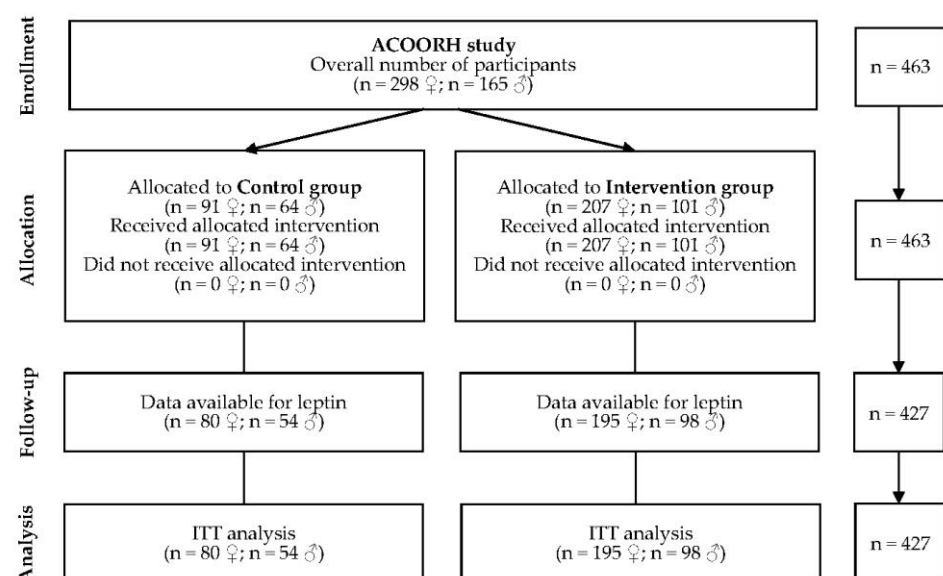 Enrollment
ACOORH study
Overall number of participants
(n = 298 ♀; n = 165 ♂)
n = 463
Allocation
Allocated to Control group
(n = 91 ♀; n = 64 ♂)
Received allocated intervention
(n = 91 ♀; n = 64 ♂)
Did not receive allocated intervention
(n = 0 ♀; n = 0 ♂)
Allocated to Intervention group
(n = 207 ♀; n = 101 ♂)
Received allocated intervention
(n = 207 ♀; n = 101 ♂)
Did not receive allocated intervention
(n = 0 ♀; n = 0 ♂)
n = 463
Follow-up
Data available for leptin
(n = 80 ♀; n = 54 ♂)
Data available for leptin
(n = 195 ♀; n = 98 ♂)
n = 427
Analysis
ITT analysis
(n = 80 ♀; n = 54 ♂)
ITT analysis
(n = 195 ♀; n = 98 ♂)
n = 427